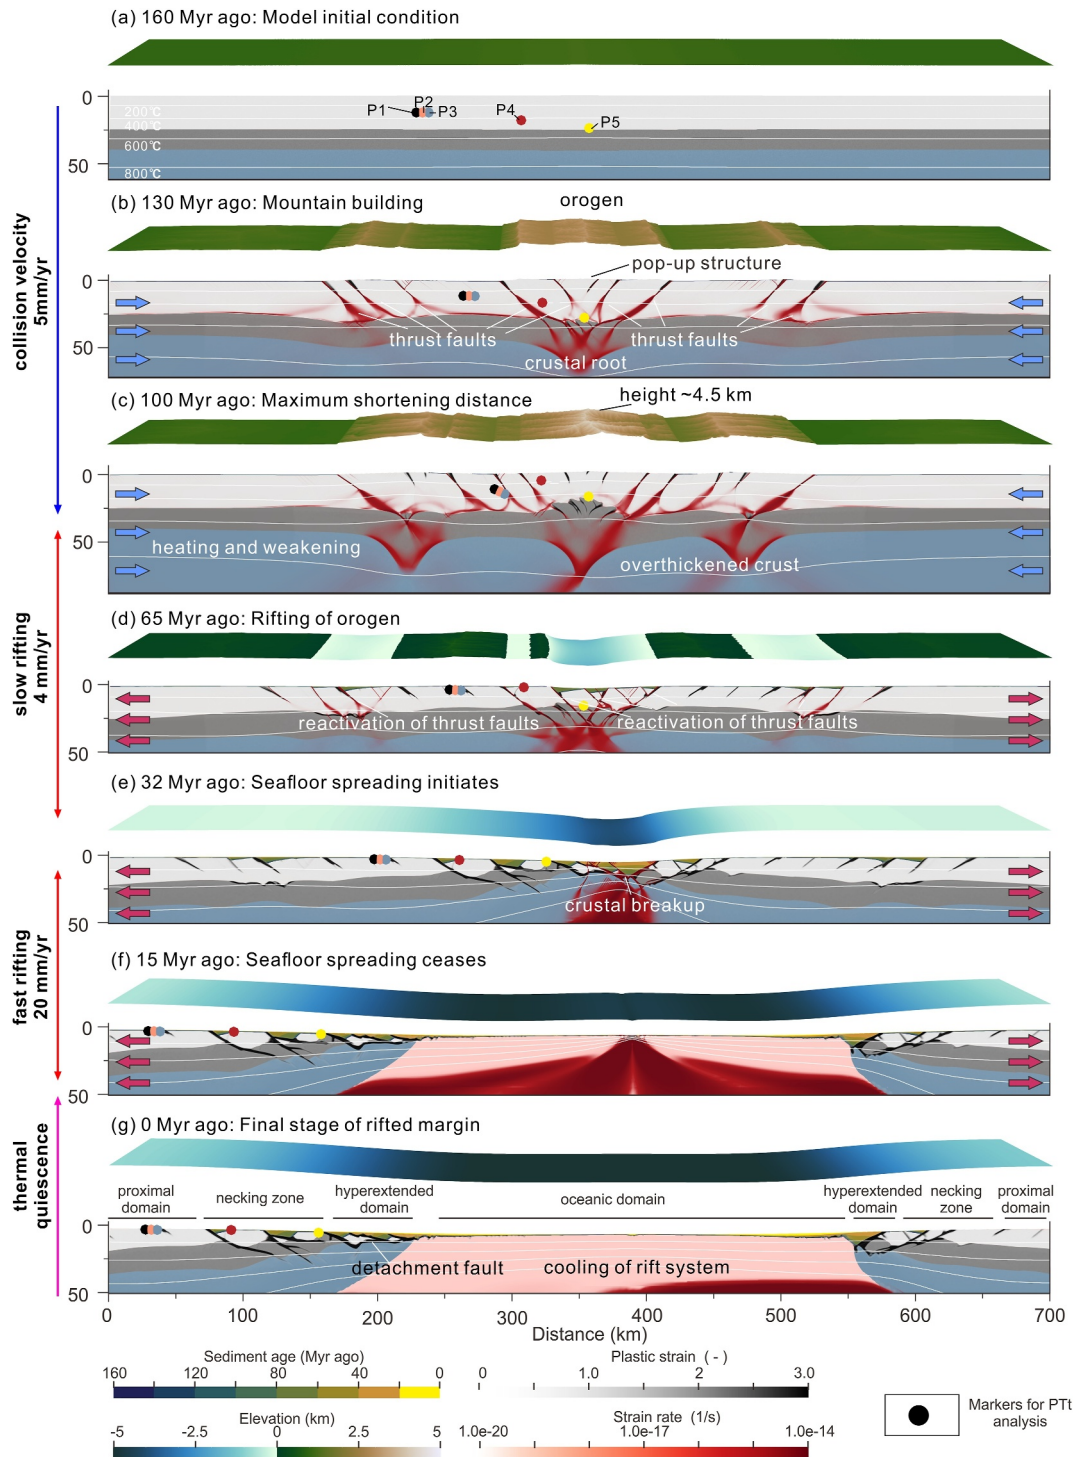 (a) 160 Myr ago: Model initial condition
0
50
200℃
400℃
600℃
800℃
P1
P2
P3
P4
P5
collision velocity
5mm/yr
(b) 130 Myr ago: Mountain building
orogen
pop-up structure
0
50
thrust faults
thrust faults
crustal root
(c) 100 Myr ago: Maximum shortening distance
height ~4.5 km
0
50
heating and weakening
overthickened crust
slow rifting
4 mm/yr
(d) 65 Myr ago: Rifting of orogen
0
50
reactivation of thrust faults
reactivation of thrust faults
(e) 32 Myr ago: Seafloor spreading initiates
0
50
crustal breakup
fast rifting
20 mm/yr
(f) 15 Myr ago: Seafloor spreading ceases
0
50
thermal
quiescence
(g) 0 Myr ago: Final stage of rifted margin
proximal
domain
necking zone
hyperextended
domain
oceanic domain
hyperextended
domain
necking
zone
proximal
domain
0
50
detachment fault
cooling of rift system
0 100 200 300 400 500 600 700
Distance (km)
Sediment age (Myr ago)
160 120 80 40 0
Plastic strain ( - )
0 1.0 2 3.0
Elevation (km)
-5 -2.5 0 2.5 5
Strain rate (1/s)
1.0e-20 1.0e-17 1.0e-14
Markers for PTt
analysis